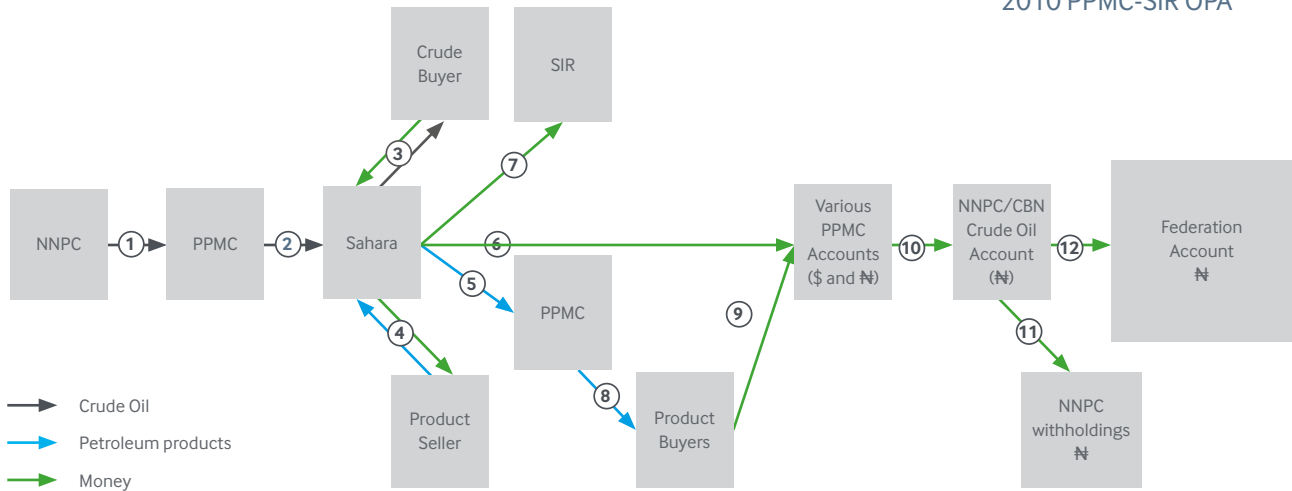 2010 PPMC-SIR OPA
Crude
Buyer
SIR
3
7
NNPC
1
PPMC
2
Sahara
6
Various
PPMC
Accounts
($ and ₦)
10
NNPC/CBN
Crude Oil
Account
(₦)
12
Federation
Account
₦
5
PPMC
9
4
11
8
Product
Seller
Product
Buyers
NNPC
withholdings
₦
Crude Oil
Petroleum products
Money